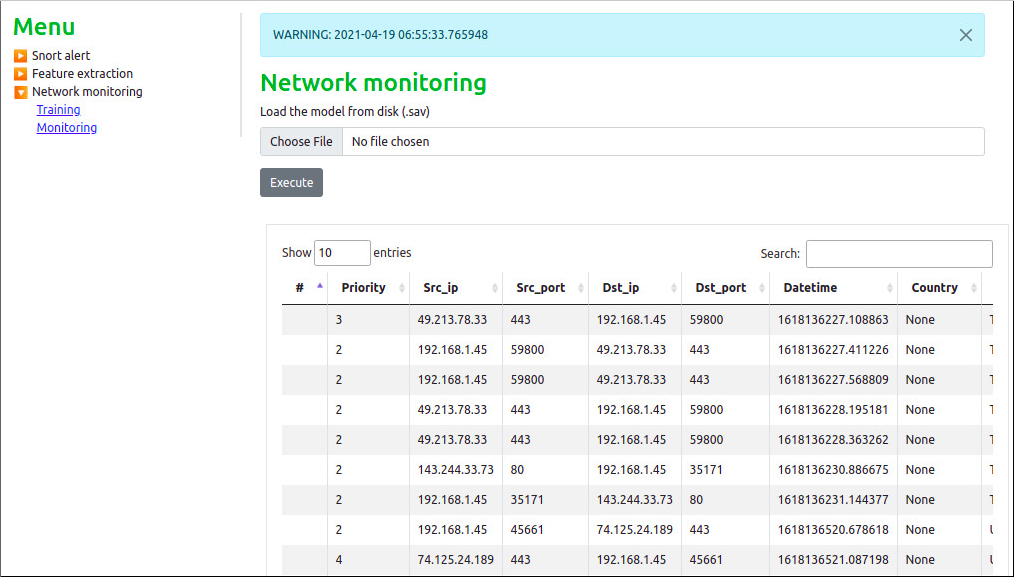 Menu
Snort alert
Feature extraction
Network monitoring
Training
Monitoring
WARNING: 2021-04-19 06:55:33.765948
Network monitoring
Load the model from disk (.sav)
Choose File No file chosen
Execute
Show 10 entries Search:
# Priority Src_ip Src_port Dst_ip Dst_port Datetime Country
3 49.213.78.33 443 192.168.1.45 59800 1618136227.108863 None
2 192.168.1.45 59800 49.213.78.33 443 1618136227.411226 None
2 192.168.1.45 59800 49.213.78.33 443 1618136227.568809 None
2 49.213.78.33 443 192.168.1.45 59800 1618136228.195181 None
2 49.213.78.33 443 192.168.1.45 59800 1618136228.363262 None
2 143.244.33.73 80 192.168.1.45 35171 1618136230.886675 None
2 192.168.1.45 35171 143.244.33.73 80 1618136231.144377 None
2 192.168.1.45 45661 74.125.24.189 443 1618136520.678618 None
4 74.125.24.189 443 192.168.1.45 45661 1618136521.087198 None